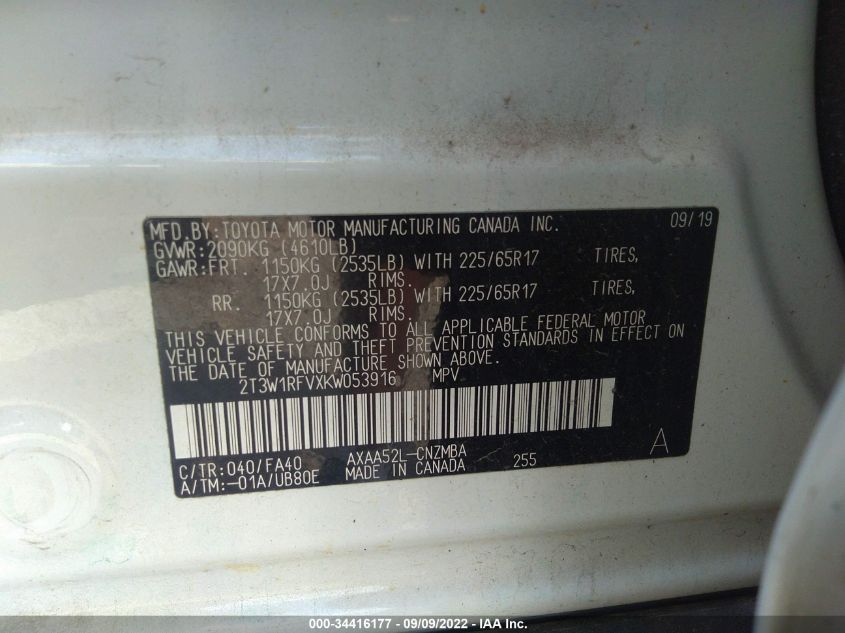 MFD.BY:TOYOTA MOTOR MANUFACTURING CANADA INC. 09/19
GVWR:2090KG (4610LB)
GAWR:FRT. 1150KG (2535LB) WITH 225/65R17 TIRES,
17X7.0J RIMS.
RR. 1150KG (2535LB) WITH 225/65R17 TIRES,
17X7.0J RIMS.
THIS VEHICLE CONFORMS TO ALL APPLICABLE FEDERAL MOTOR
VEHICLE SAFETY AND THEFT PREVENTION STANDARDS IN EFFECT ON
THE DATE OF MANUFACTURE SHOWN ABOVE.
2T3W1RFVXKW053916 MPV
C/TR:040/FA40 AXAA52L-CNZMBA A
A/TM:-01A/UB80E MADE IN CANADA 255
000-34416177 - 09/09/2022 - IAA Inc.